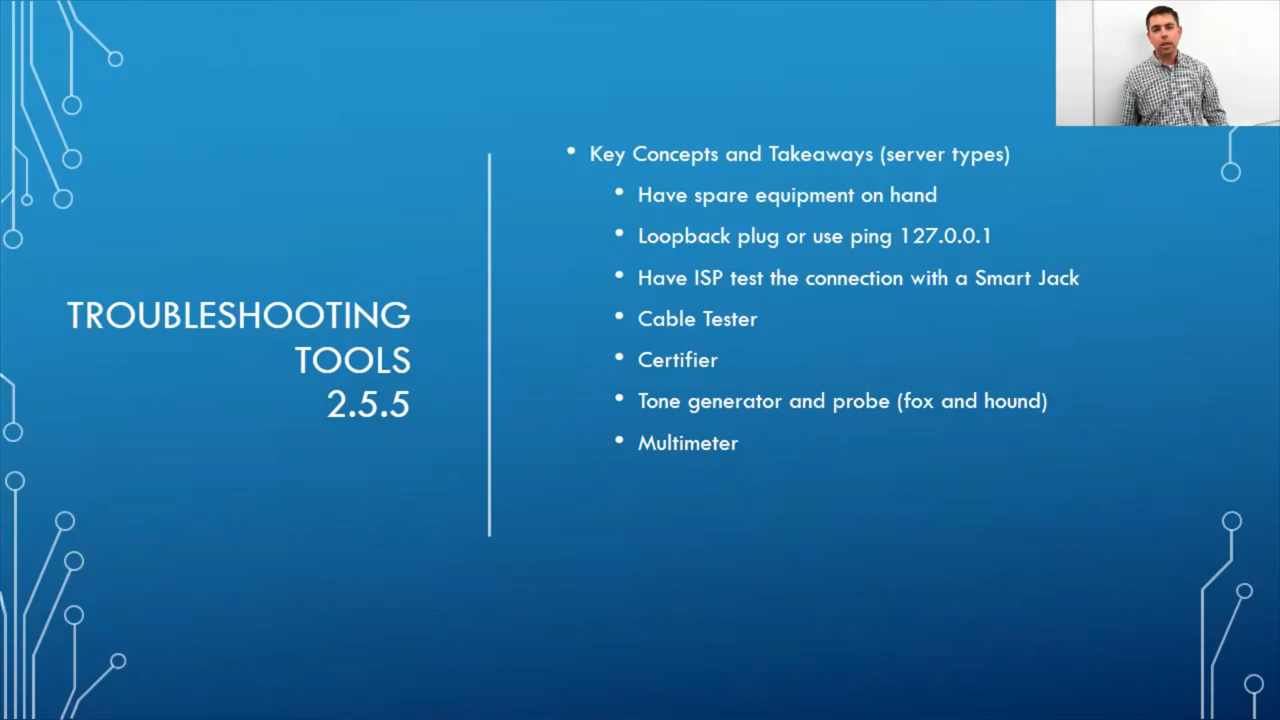 TROUBLESHOOTING
TOOLS
2.5.5
Key Concepts and Takeaways (server types)
Have spare equipment on hand
Loopback plug or use ping 127.0.0.1
Have ISP test the connection with a Smart Jack
Cable Tester
Certifier
Tone generator and probe (fox and hound)
Multimeter